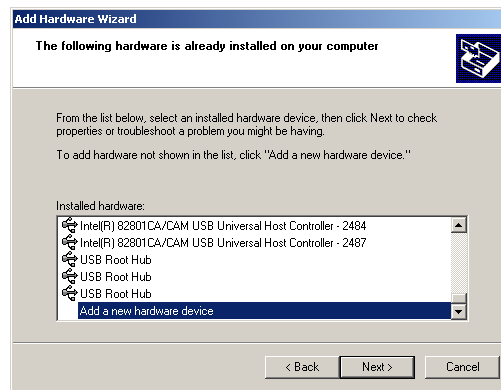 Add Hardware Wizard
The following hardware is already installed on your computer
From the list below, select an installed hardware device, then click Next to check
properties or troubleshoot a problem you might be having.
To add hardware not shown in the list, click "Add a new hardware device."
Installed hardware:
Intel(R) 82801CA/CAM USB Universal Host Controller - 2484
Intel(R) 82801CA/CAM USB Universal Host Controller - 2487
USB Root Hub
USB Root Hub
USB Root Hub
Add a new hardware device
< Back Next > Cancel